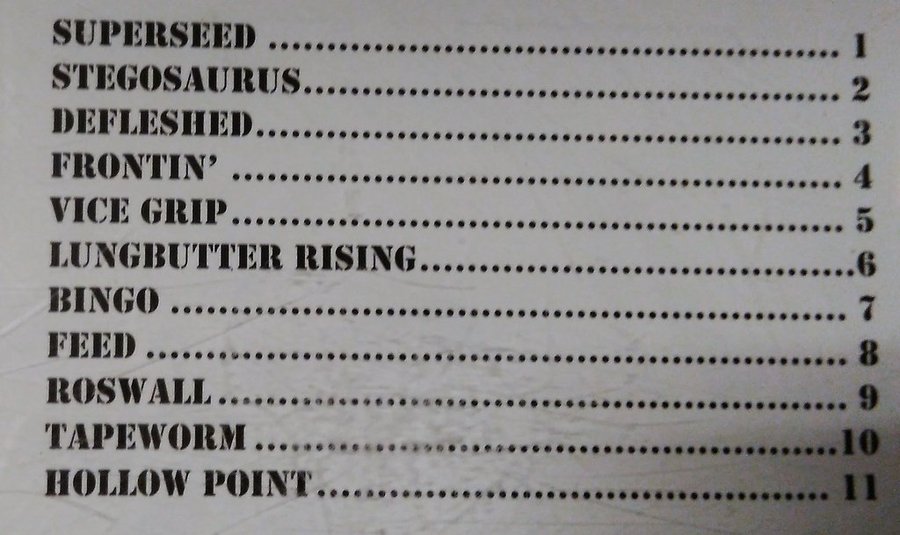 SUPERSEED ........................................................ 1
STEGOSAURUS.................................................... 2
DEFLESHED......................................................... 3
FRONTIN' ............................................................ 4
VICE GRIP............................................................ 5
LUNGBUTTER RISING...........................................6
BINGO .................................................................. 7
FEED ..................................................................... 8
ROSWALL .............................................................. 9
TAPEWORM .........................................................10
HOLLOW POINT .................................................. 11